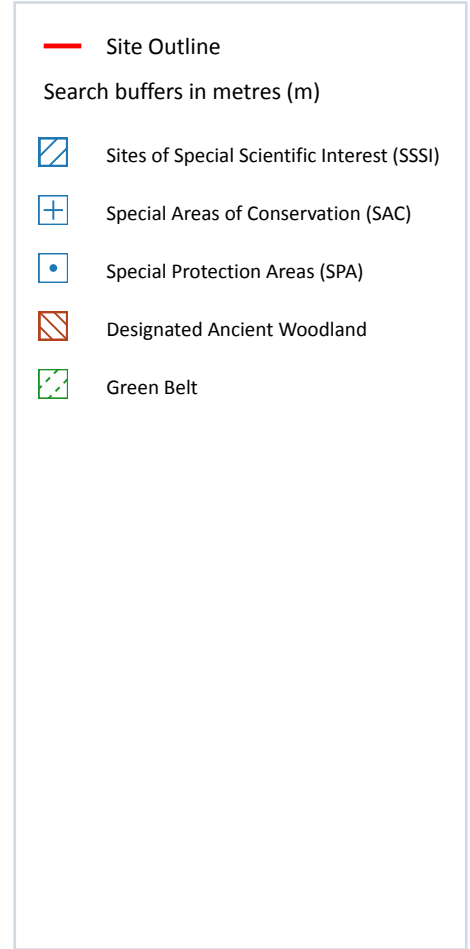 Site Outline
Search buffers in metres (m)
Sites of Special Scientific Interest (SSSI)
Special Areas of Conservation (SAC)
Special Protection Areas (SPA)
Designated Ancient Woodland
Green Belt